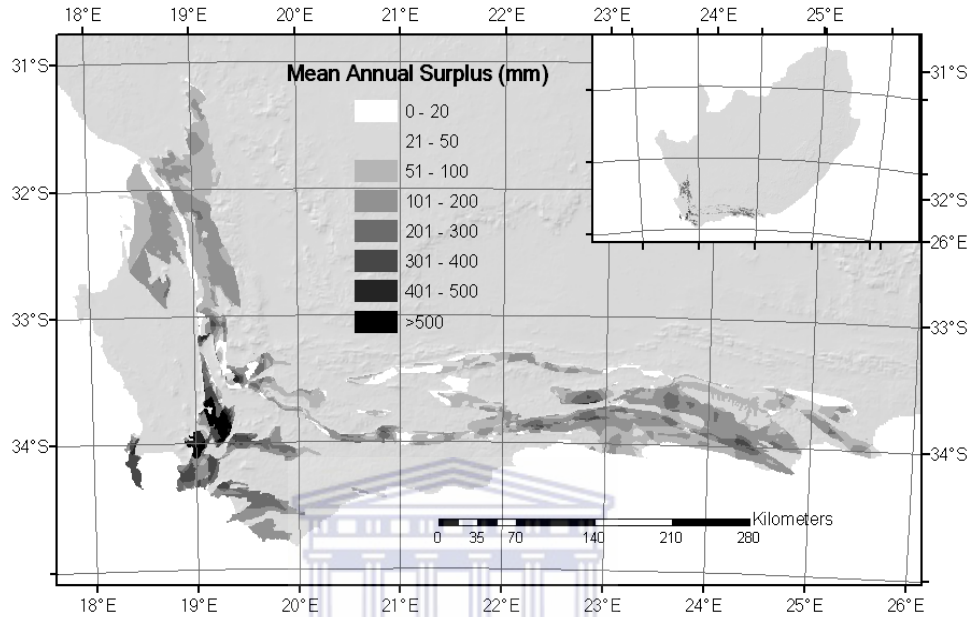 18°E 19°E 20°E 21°E 22°E 23°E 24°E 25°E
31°S
32°S
33°S
34°S
Mean Annual Surplus (mm)
0 - 20
21 - 50
51 - 100
101 - 200
201 - 300
301 - 400
401 - 500
>500
31°S
32°S
26°E
33°S
34°S
Kilometers
0 35 70 140 210 280
18°E 19°E 20°E 21°E 22°E 23°E 24°E 25°E 26°E